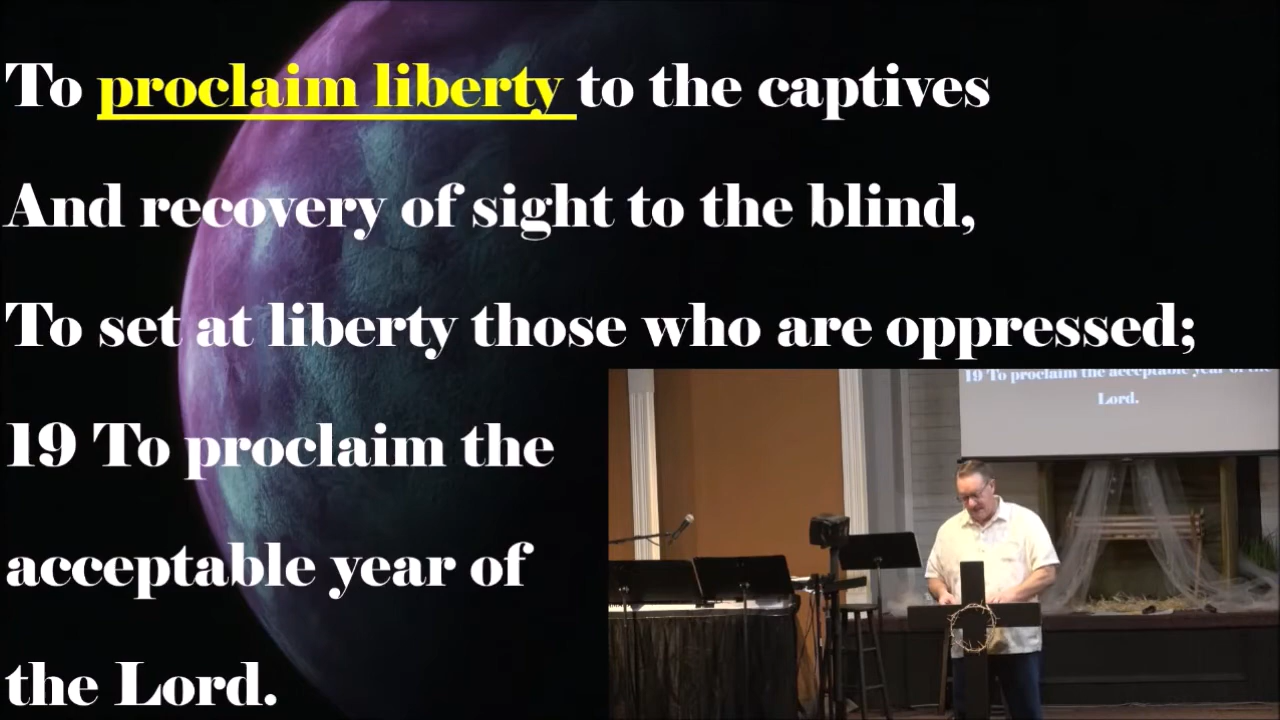 To proclaim liberty to the captives
And recovery of sight to the blind,
To set at liberty those who are oppressed;
19 To proclaim the
acceptable year of
the Lord.
19 To proclaim the acceptable year of the
Lord.